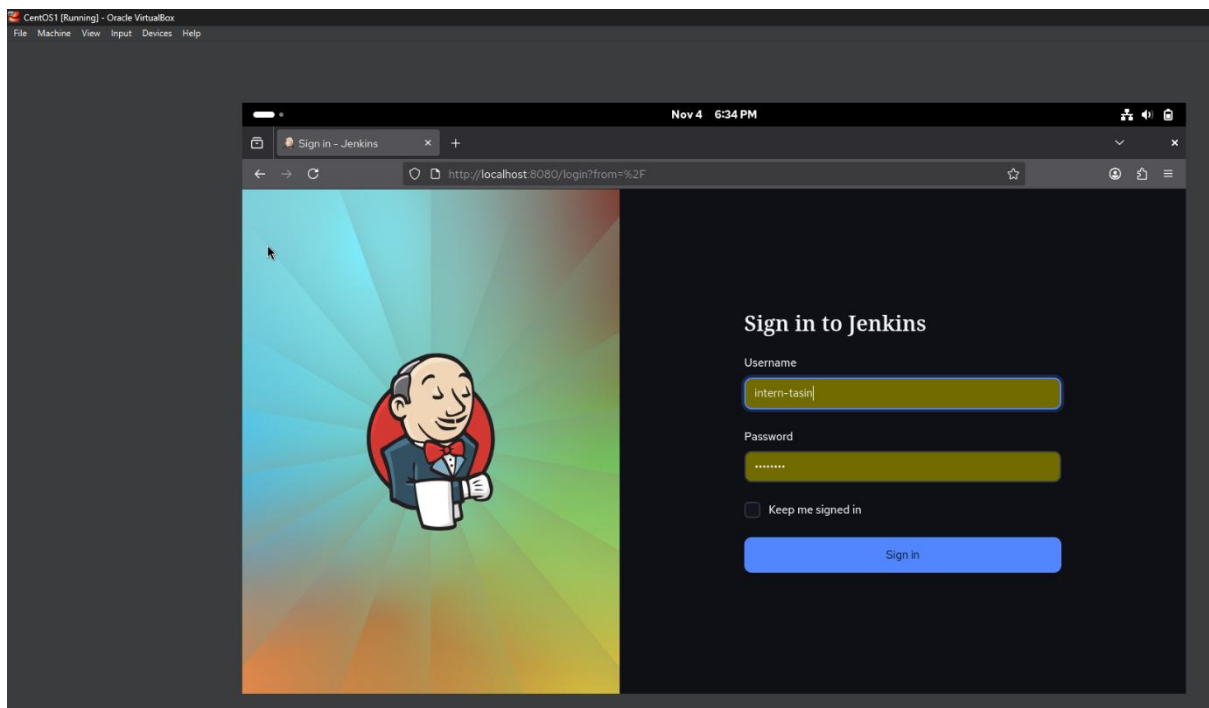 CentOS1 [Running] - Oracle VirtualBox
File Machine View Input Devices Help
Nov 4 6:34 PM
Sign in - Jenkins
http://localhost:8080/login?from=%2F
Sign in to Jenkins
Username
intern-tasin
Password
••••••••
Keep me signed in
Sign in